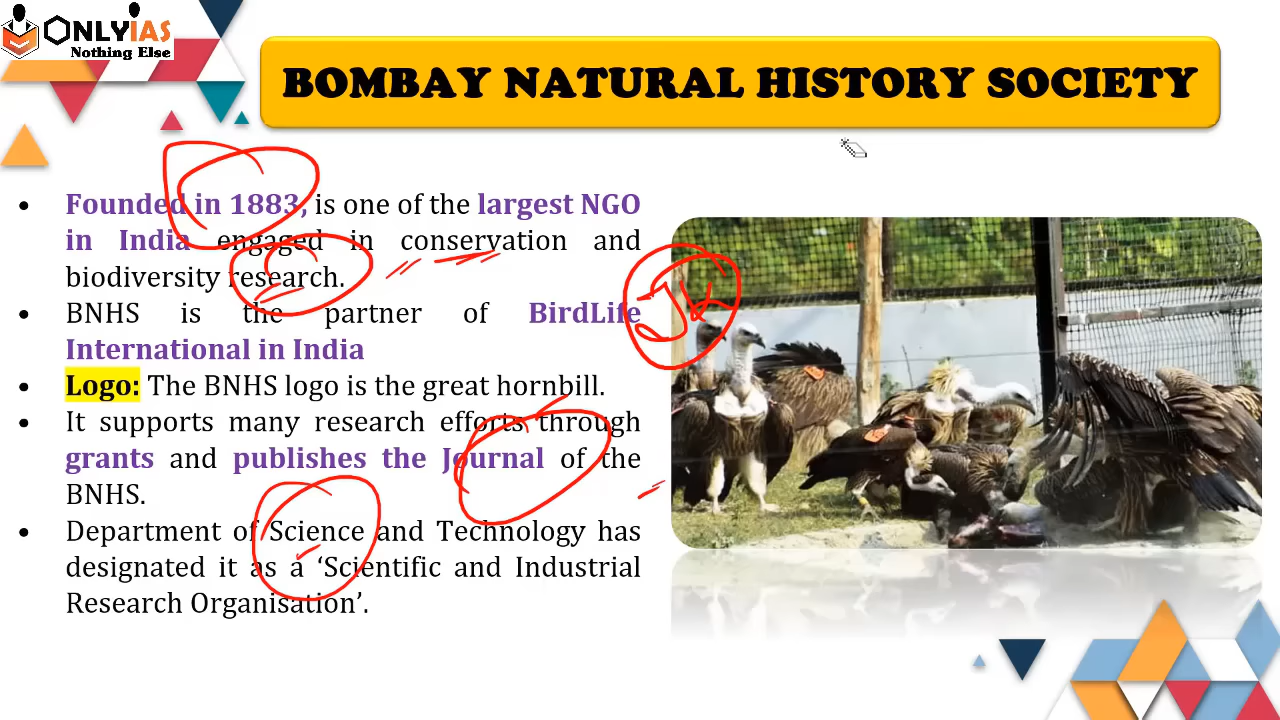 ONLYIAS
Nothing Else
BOMBAY NATURAL HISTORY SOCIETY
• Founded in 1883, is one of the largest NGO
in India engaged in conservation and
biodiversity research.
• BNHS is the partner of BirdLife
International in India
• Logo: The BNHS logo is the great hornbill.
• It supports many research efforts through
grants and publishes the Journal of the
BNHS.
• Department of Science and Technology has
designated it as a ‘Scientific and Industrial
Research Organisation’.